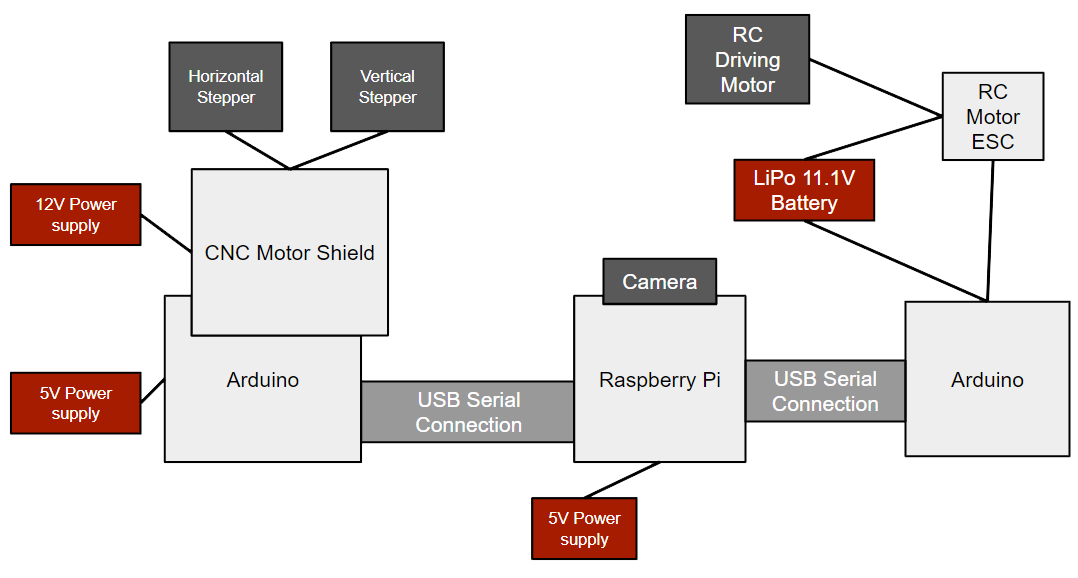 RC
Driving
Motor
Horizontal
Stepper
Vertical
Stepper
RC
Motor
ESC
LiPo 11.1V
Battery
12V Power
supply
CNC Motor Shield
Camera
Arduino
Raspberry Pi
Arduino
5V Power
supply
USB Serial
Connection
USB Serial
Connection
5V Power
supply